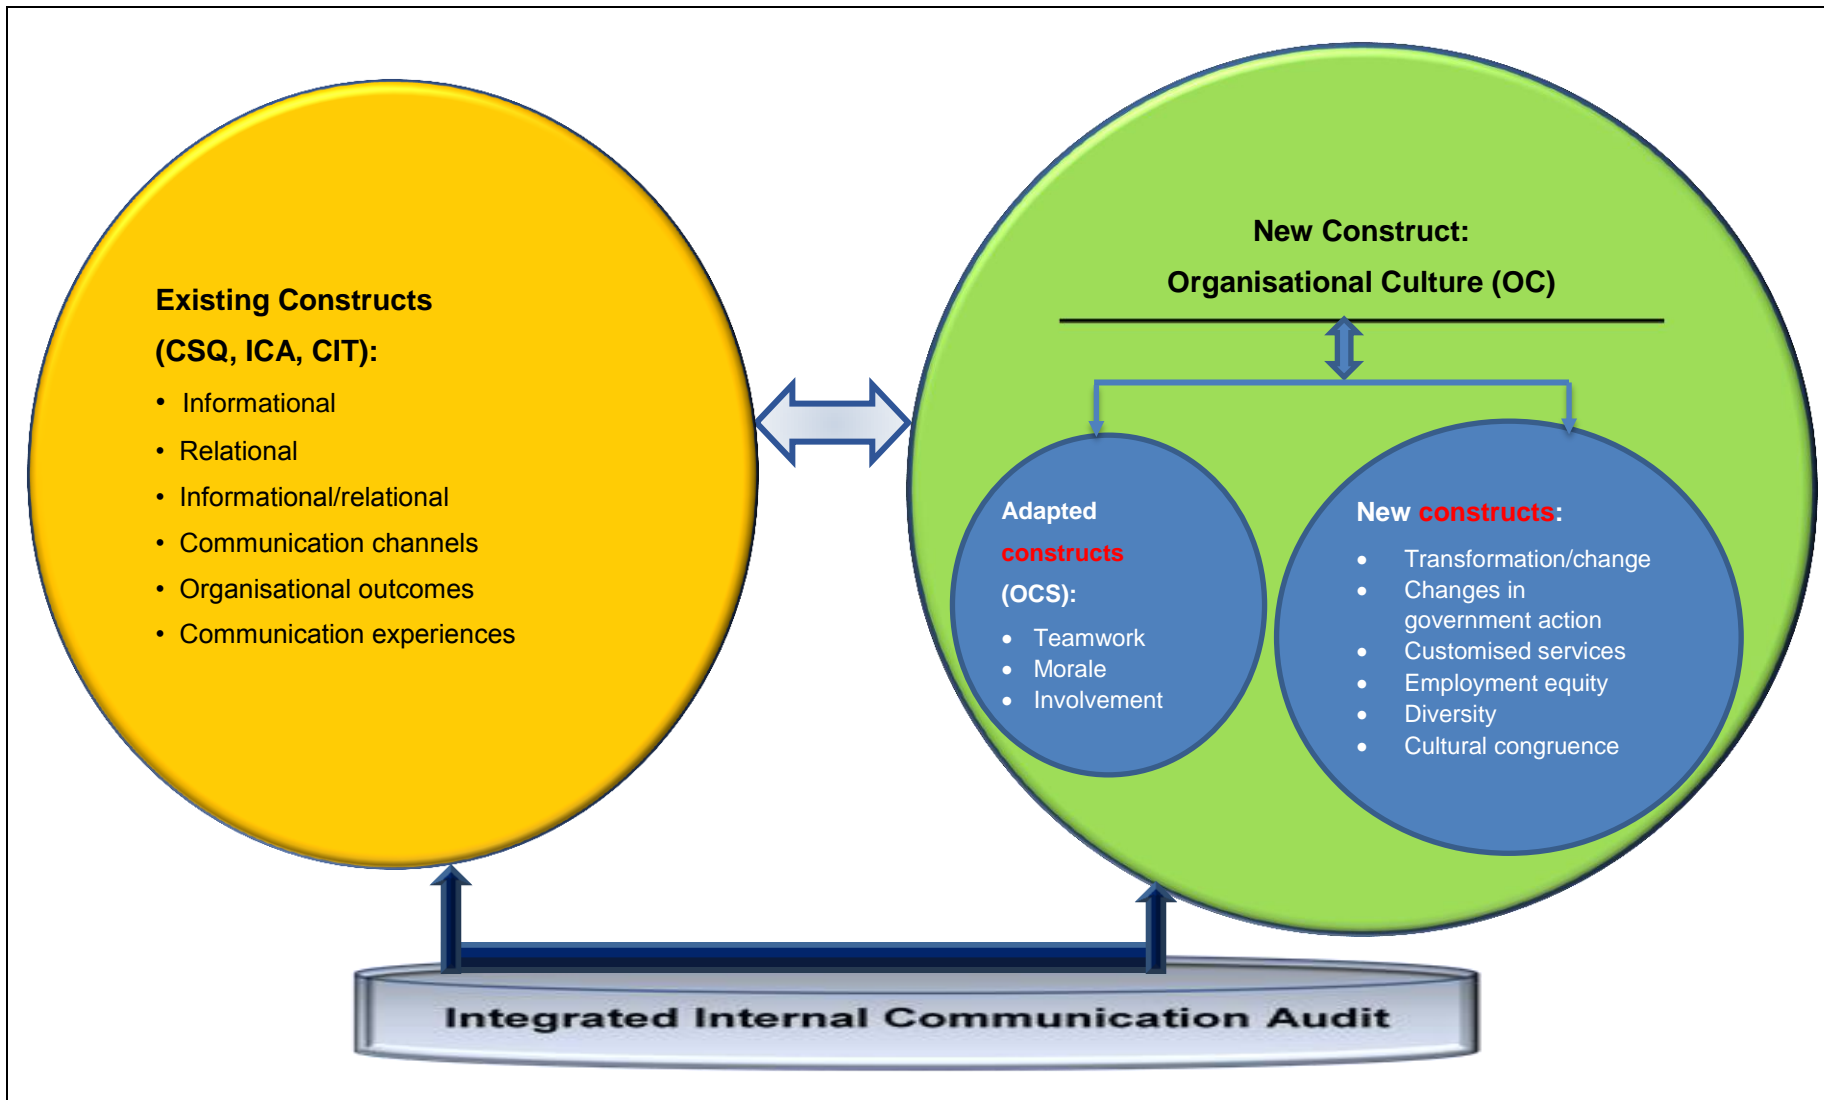 Existing Constructs
(CSQ, ICA, CIT):
• Informational
• Relational
• Informational/relational
• Communication channels
• Organisational outcomes
• Communication experiences
New Construct:
Organisational Culture (OC)
Adapted
constructs
(OCS):
• Teamwork
• Morale
• Involvement
New constructs:
• Transformation/change
• Changes in
government action
• Customised services
• Employment equity
• Diversity
• Cultural congruence
Integrated Internal Communication Audit